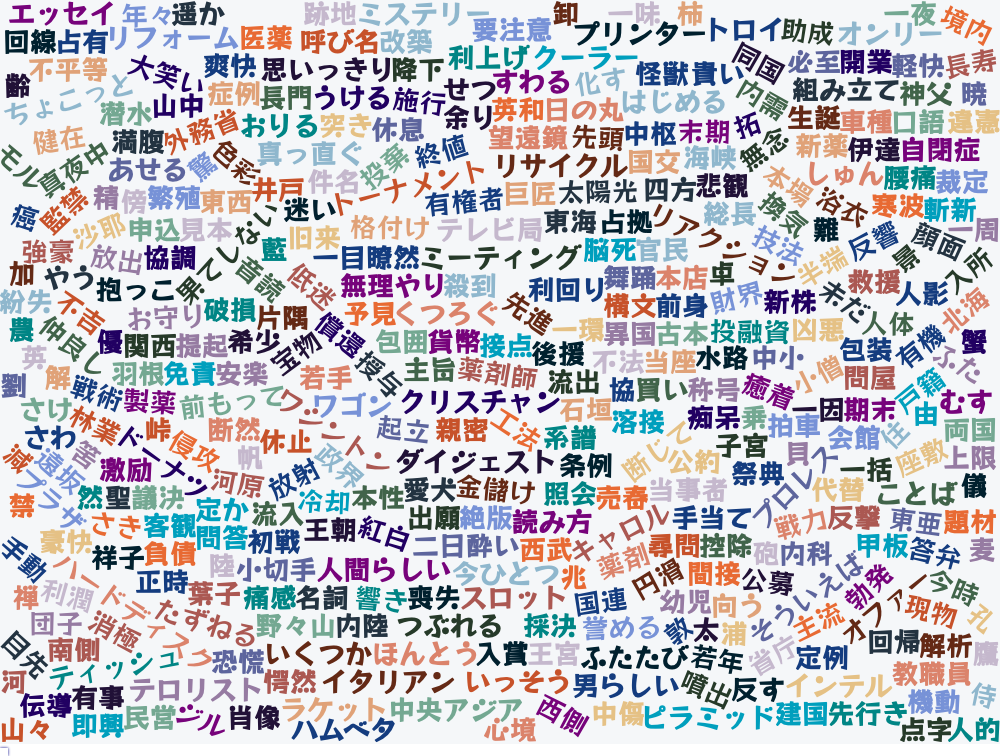 エッセイ 年々 遥か 跡地 ミステリー 要注意 卸 一味 柿 一夜 境内
回線 占有 リフォーム 医薬 呼び名 改築 プリンター トロイ 助成 オンリー
不平等 大笑い 爽快 思いっきり 降下 利上げ クーラー 同国 必至 開業 軽快 長寿
齢 ちょこっと 潜水 山中 症例 長門 うける 施行 せつ すわる 化す 怪獣 貴い 内需 組み立て 神父 暁
健在 満腹 外務省 おりる 突き 休息 余り 英和 日の丸 はじめる 生誕 車種 口語 違憲
モル 真夜中 あせる 驚 色彩 真っ直ぐ 投棄 終値 望遠鏡 先頭 中枢 末期 拓 無念 新薬 伊達 自閉症
癌 監禁 精 傍 繁殖 東西 井戸 件名 トーナメント リサイクル 国文 海峡 しゅん 腰痛 裁定
強豪 沙耶 申込 見本 しない 迷い 有権者 巨匠 太陽光 四方 悲観 本場 浴衣 寒波 斬新
放出 協調 藍 旧来 格付け テレビ局 東海 占拠 リアクション 総長 換気 難 反響 顔面 一周
加 やう 抱っこ 果てし 音読 低迷 一目瞭然 ミーティング 脳死 官民 技法 半端 景 入所
紛失 不吉 お守り 破損 片隅 無理やり 殺到 利回り 舞踊 本店 卓 救援 人影 北海
農 仲良し 優 関西 提起 希少 宝物 償還 予見 くつろぐ 先進 構文 前身 財界 新株 未だ 人体
英 解 羽根 免責 安楽 授与 包囲 貨幣 接点 後援 一環 異国 古本 投融資 凶悪 包装 有機 蟹
劉 戦術 製薬 前もって 若手 主旨 薬剤師 流出 不法 当座 水路 中小 小僧 問屋 戸籍 ふた
さけ 林業 峠 断然 ワシントン ワゴン クリスチャン 石垣 協 買い 称号 癒着 一因 期末 由 むす
さわ 筈 ドーナッツ 侵攻 休止 起立 親密 工法 系譜 溶接 痴呆 乗 拍車 会館 住 両国
減 遠坂 激励 帆 河原 放射 政界 ダイジェスト 条例 断じて 公約 子宮 貝 一括 座敷 上限
プラザ 然 聖 議決 定か 冷却 本性 愛犬 金儲け 照会 売春 当事者 祭典 プロレス 代替 ことば 儀
禁 豪快 さき 客観 問答 流入 王朝 紅白 出願 絶版 読み方 キャロル 手当て 戦力 反撃 東亜 題材
手動 祥子 負債 初戦 二日酔い 西武 薬剤 尋問 控除 砲 内科 甲板 答弁 麦
禅 利潤 ハードディスク 正時 陸 小切手 人間らしい 今ひとつ 兆 円滑 間接 公募 そういえば 勃発 今時
団子 消極 葉子 たずねる 痛感 名詞 響き 喪失 スロット 国連 幼児 向う 主流 オファー 現物 孔
目先 南側 野々山 内陸 つぶれる 採決 誉める 敦 太 浦 省庁 定例 回帰 解析 鷹
河 ティッシュ 恐慌 いくつか ほんとう 入賞 王宮 ふたたび 若年 教職員
伝導 有事 テロリスト 愕然 イタリアン いっそう 男らしい 噴出 反す インテル 機動 侍
山々 即興 民営 ジル 肖像 ラケット 中央アジア 西側 中傷 ピラミッド 建国 先行き
ハムベタ 心境 点字 人的